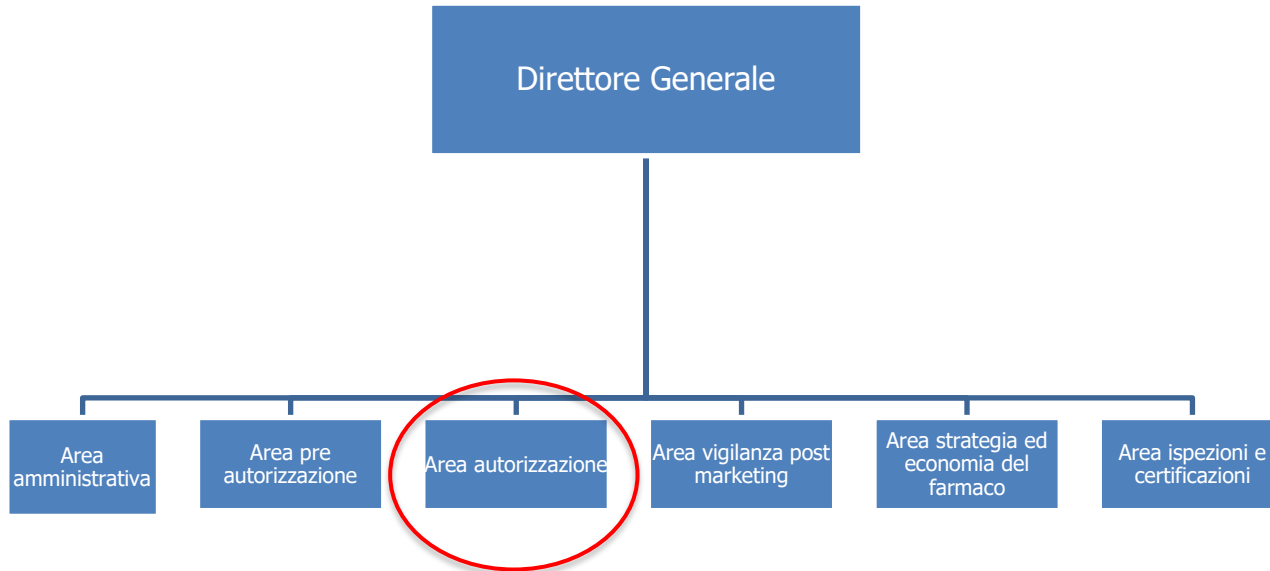 Direttore Generale
Area
amministrativa
Area pre
autorizzazione
Area autorizzazione
Area vigilanza post
marketing
Area strategia ed
economia del
farmaco
Area ispezioni e
certificazioni